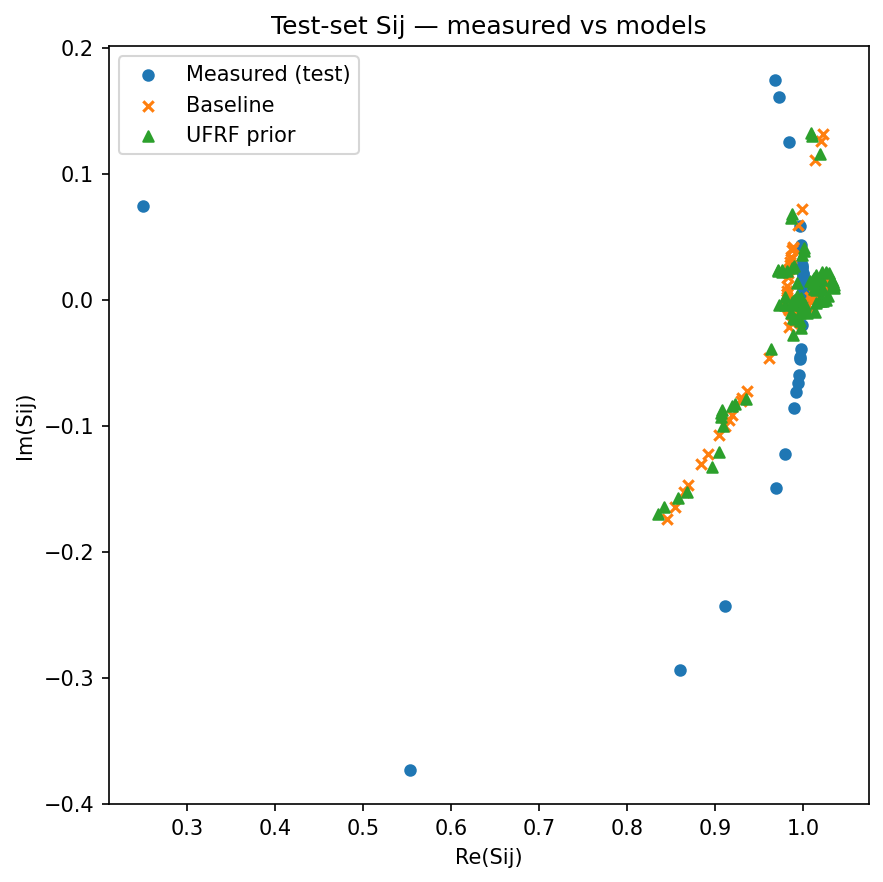 Test-set Sij — measured vs models
Measured (test)
Baseline
UFRF prior
0.2
0.1
0.0
−0.1
−0.2
−0.3
−0.4
Im(Sij)
0.3
0.4
0.5
0.6
0.7
0.8
0.9
1.0
Re(Sij)